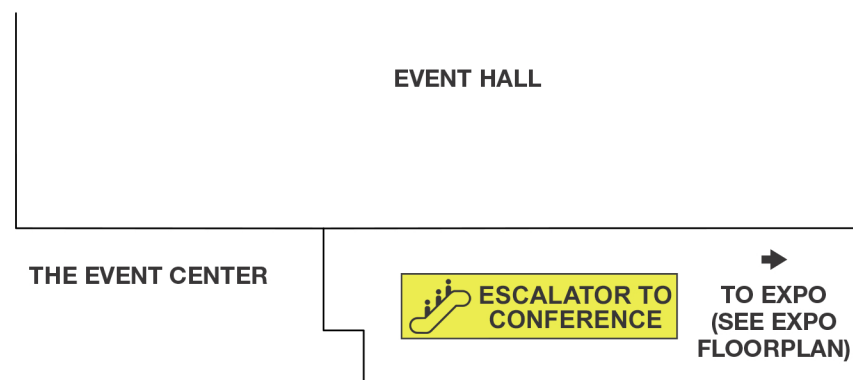 EVENT HALL
THE EVENT CENTER
ESCALATOR TO
CONFERENCE
TO EXPO
(SEE EXPO
FLOORPLAN)